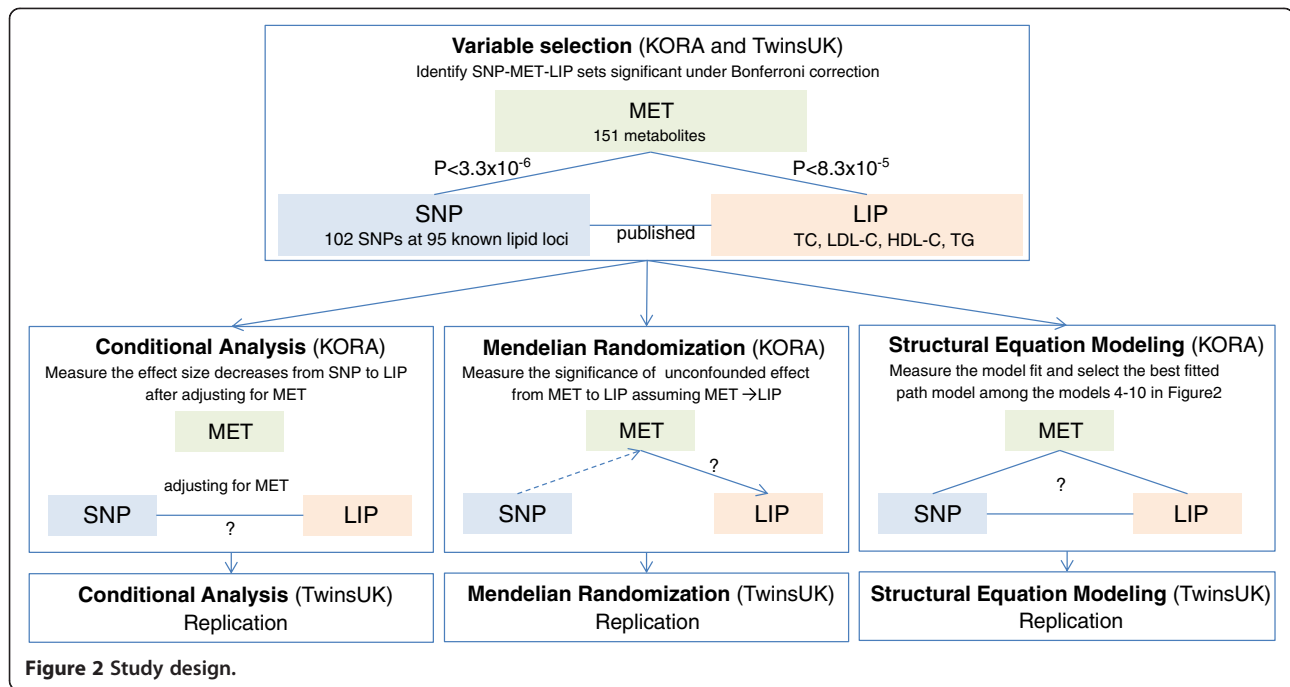 Variable selection (KORA and TwinsUK)
Identify SNP-MET-LIP sets significant under Bonferroni correction
MET
151 metabolites
P<3.3x10-6
P<8.3x10-5
SNP
102 SNPs at 95 known lipid loci
published
LIP
TC, LDL-C, HDL-C, TG
Conditional Analysis (KORA)
Measure the effect size decreases from SNP to LIP
after adjusting for MET
MET
adjusting for MET
SNP
?
LIP
Mendelian Randomization (KORA)
Measure the significance of unconfounded effect
from MET to LIP assuming MET →LIP
MET
?
SNP
LIP
Structural Equation Modeling (KORA)
Measure the model fit and select the best fitted
path model among the models 4-10 in Figure2
MET
?
SNP
LIP
Conditional Analysis (TwinsUK)
Replication
Mendelian Randomization (TwinsUK)
Replication
Structural Equation Modeling (TwinsUK)
Replication
Figure 2 Study design.